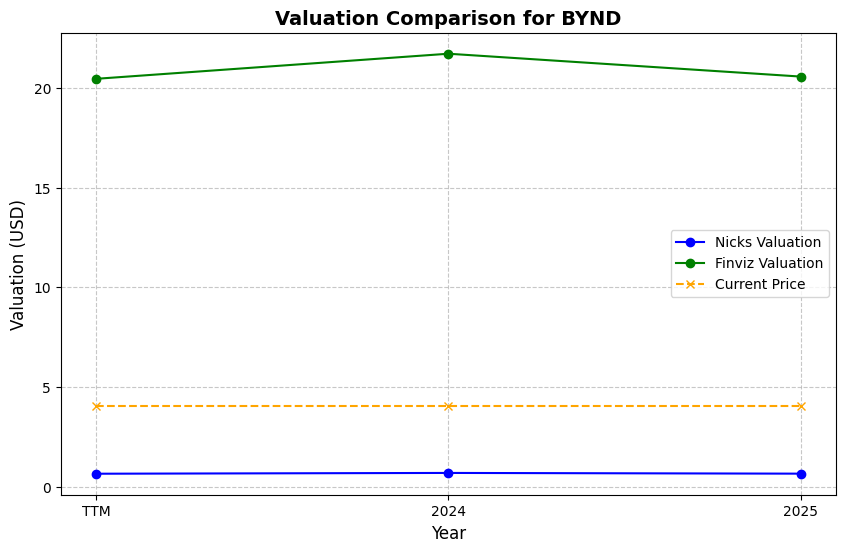 Valuation Comparison for BYND
Valuation (USD)
20
15
10
5
0
Nicks Valuation
Finviz Valuation
Current Price
TTM
2024
2025
Year